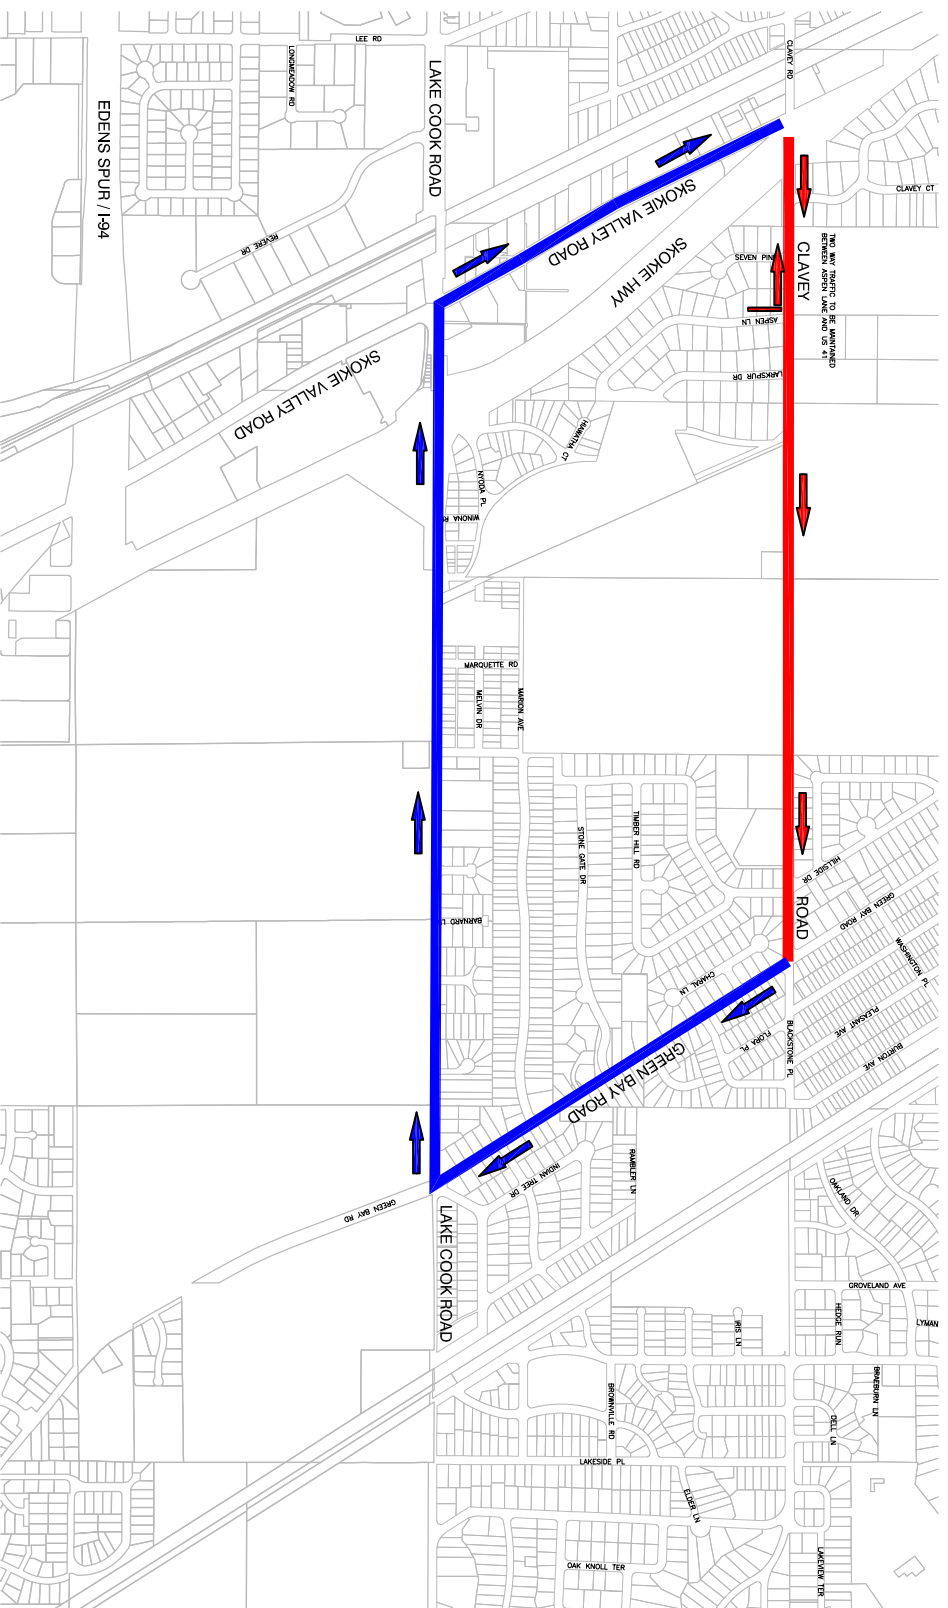 LEE RD
LONGMEADOW RD
LAKE COOK ROAD
CLAVEY RD
EDENS SPUR / I-94
CLAVEY CT
REVERE DR
SKOKIE VALLEY ROAD
SKOKIE HWY
SEVEN PIN
CLAVEY
TWO WAY TRAFFIC TO BE MAINTAINED
BETWEEN ASPEN LANE AND US 41
ASPEN LN
LARKSPUR DR
SKOKIE VALLEY ROAD
HIAWATHA CT
NYODA PL
WINONA R
MARQUETTE RD
MELVIN DR
MARION AVE
STONE GATE DR
TIMBER HILL RD
HILLSIDE DR
GREEN BAY ROAD
ROAD
BARNARD L
WASHINGTON PL
CHARAL LN
FLORA PL
BLACKSTONE PL
PLEASANT AVE
BURTON AVE
GREEN BAY ROAD
INDIAN TREE DR
RAMBLER LN
OAKLAND DR
GREEN BAY RD
LAKE COOK ROAD
GROVELAND AVE
HEDGE RUN
LYMAN
IRIS LN
BROWNVILLE RD
BRAEBURN LN
DELL LN
LAKESIDE PL
ELDER LN
OAK KNOLL TER
LAKEVIEW TER